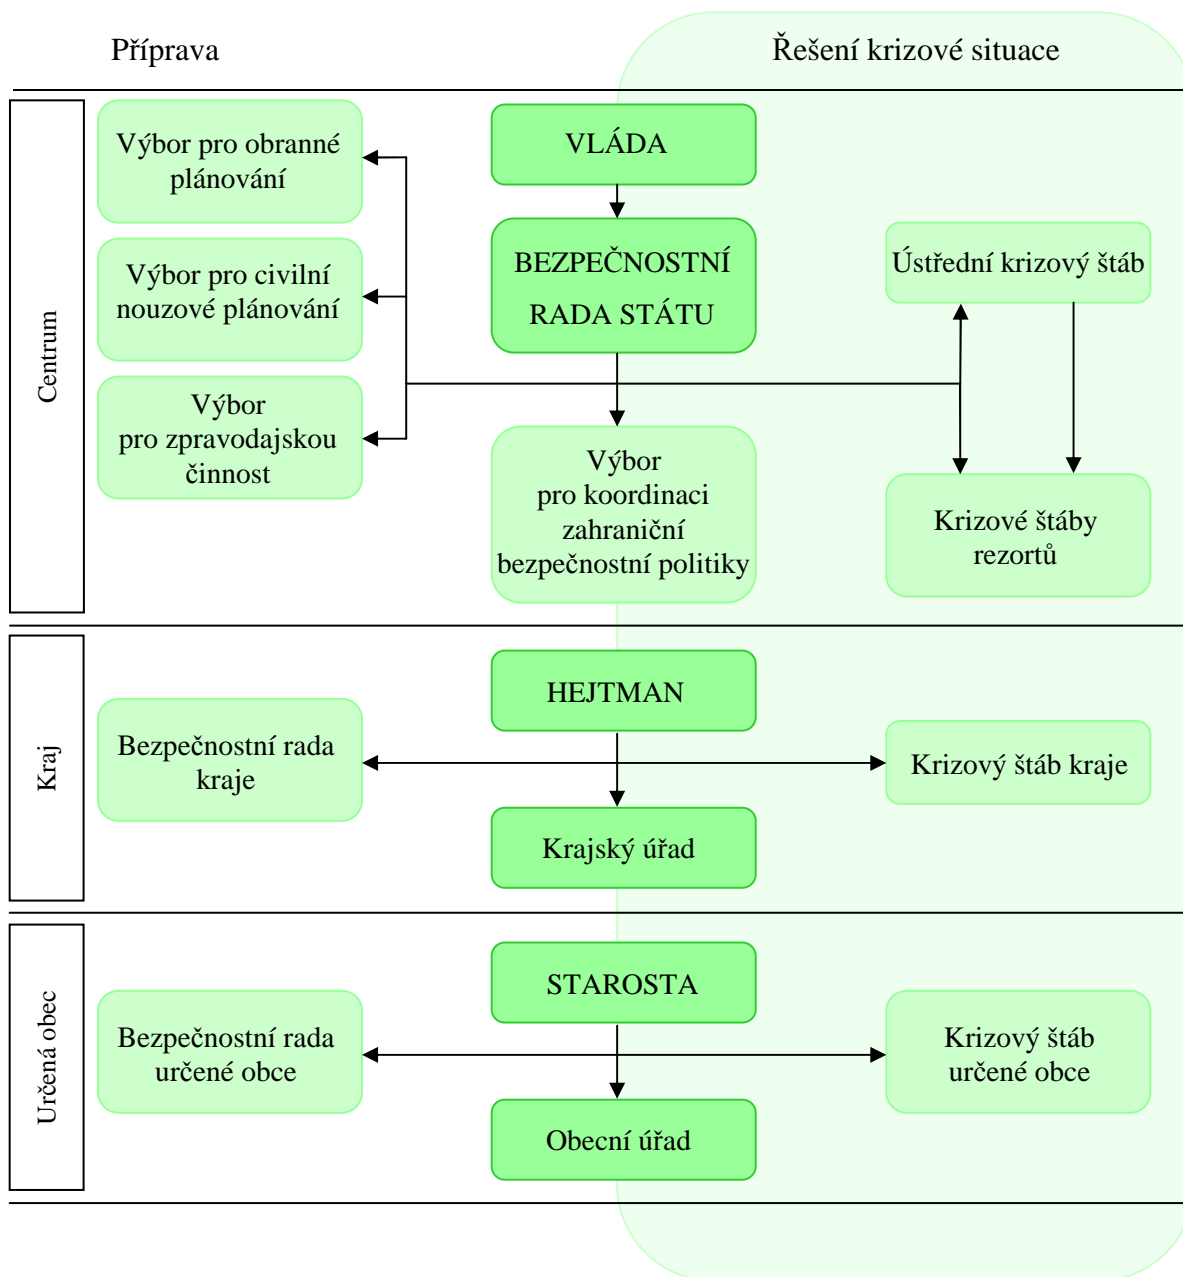 Příprava
Řešení krizové situace
Centrum
Výbor pro obranné
plánování
VLÁDA
Výbor pro civilní
nouzové plánování
BEZPEČNOSTNÍ
RADA STÁTU
Ústřední krizový štáb
Výbor
pro zpravodajskou
činnost
Výbor
pro koordinaci
zahraniční
bezpečnostní politiky
Krizové štáby
rezortů
Kraj
HEJTMAN
Bezpečnostní rada
kraje
Krizový štáb kraje
Krajský úřad
Určená obec
STAROSTA
Bezpečnostní rada
určené obce
Krizový štáb
určené obce
Obecní úřad